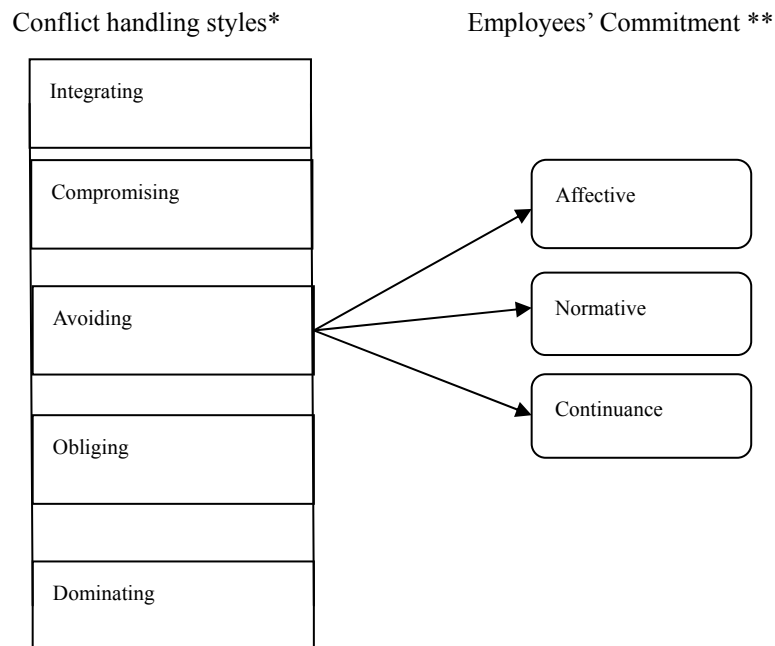 Conflict handling styles*
Employees’ Commitment **
Integrating
Compromising
Avoiding
Obliging
Dominating
Affective
Normative
Continuance